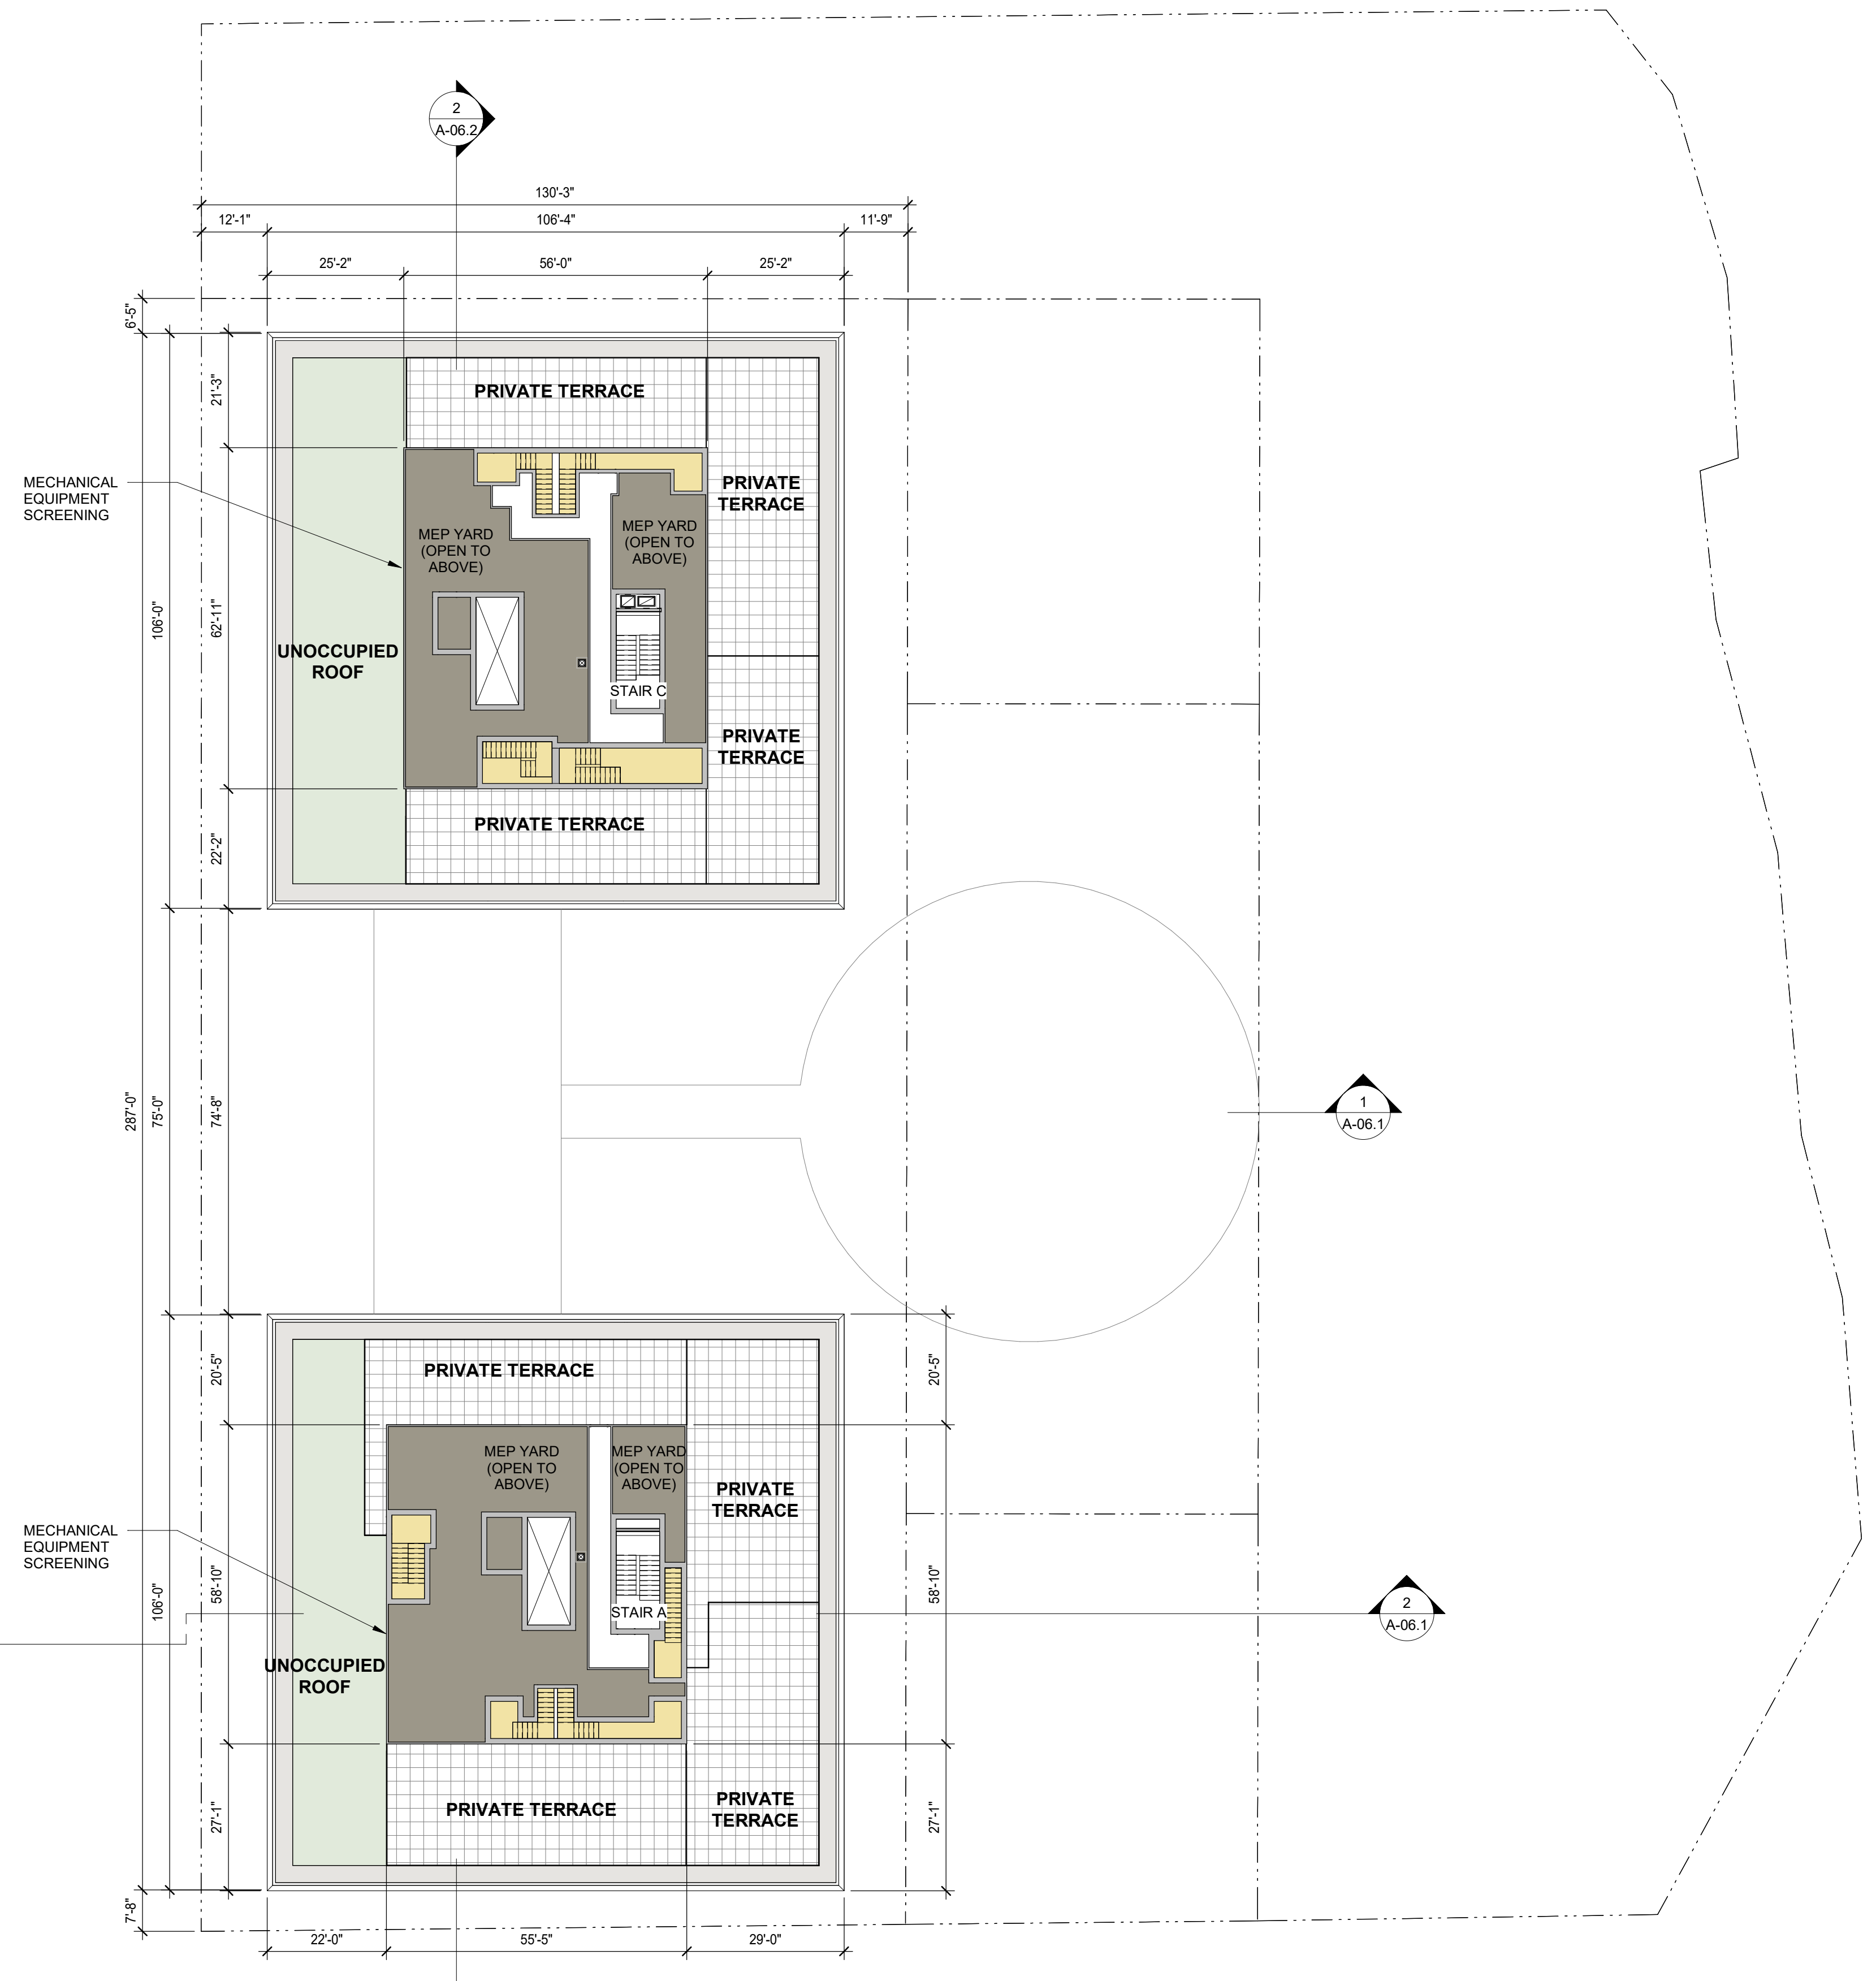 2
A-06.2
130'-3"
12'-1"
106'-4"
11'-9"
25'-2"
56'-0"
25'-2"
6'-5"
21'-3"
PRIVATE TERRACE
MECHANICAL
EQUIPMENT
SCREENING
PRIVATE
TERRACE
MEP YARD
(OPEN TO
ABOVE)
MEP YARD
(OPEN TO
ABOVE)
106'-0"
62'-11"
UNOCCUPIED
ROOF
STAIR C
PRIVATE
TERRACE
22'-2"
PRIVATE TERRACE
287'-0"
75'-0"
74'-8"
1
A-06.1
20'-5"
PRIVATE TERRACE
20'-5"
MEP YARD
(OPEN TO
ABOVE)
MEP YARD
(OPEN TO
ABOVE)
PRIVATE
TERRACE
MECHANICAL
EQUIPMENT
SCREENING
106'-0"
58'-10"
STAIR A
58'-10"
2
A-06.1
UNOCCUPIED
ROOF
27'-1"
PRIVATE TERRACE
PRIVATE
TERRACE
27'-1"
7'-8"
22'-0"
55'-5"
29'-0"